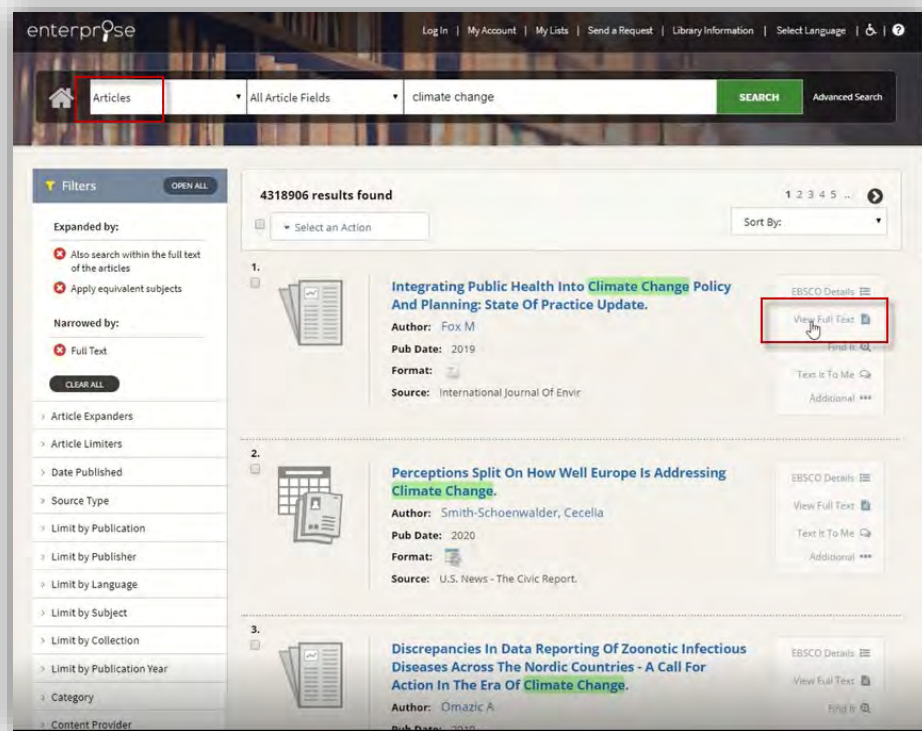 enterprise
Log In | My Account | My Lists | Send a Request | Library Information | Select Language
Articles
All Article Fields
climate change
SEARCH
Advanced Search
Filters
OPEN ALL
Expanded by:
Also search within the full text
of the articles
Apply equivalent subjects
Narrowed by:
Full Text
CLEAR ALL
Article Expanders
Article Limiters
Date Published
Source Type
Limit by Publication
Limit by Publisher
Limit by Language
Limit by Subject
Limit by Collection
Limit by Publication Year
Category
Content Provider
4318906 results found
1 2 3 4 5 ..
Select an Action
Sort By:
1.
Integrating Public Health Into Climate Change Policy
And Planning: State Of Practice Update.
Author: Fox M
Pub Date: 2019
Format:
Source: International Journal Of Envir
EBSCO Details
View Full Text
Find It
Text It To Me
Additional
2.
Perceptions Split On How Well Europe Is Addressing
Climate Change.
Author: Smith-Schoenwalder, Cecelia
Pub Date: 2020
Format:
Source: U.S. News - The Civic Report.
EBSCO Details
View Full Text
Text It To Me
Additional
3.
Discrepancies In Data Reporting Of Zoonotic Infectious
Diseases Across The Nordic Countries - A Call For
Action In The Era Of Climate Change.
Author: Omazic A
Pub Date: 2019
EBSCO Details
View Full Text
Find It